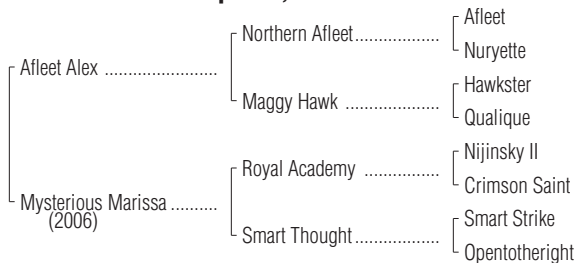 Afleet
Northern Afleet..................
Nuryette
Afleet Alex ........................
Hawkster
Maggy Hawk ....................
Qualique
Nijinsky II
Royal Academy ................
Crimson Saint
Mysterious Marissa ..........
(2006)
Smart Strike
Smart Thought..................
Opentotheright